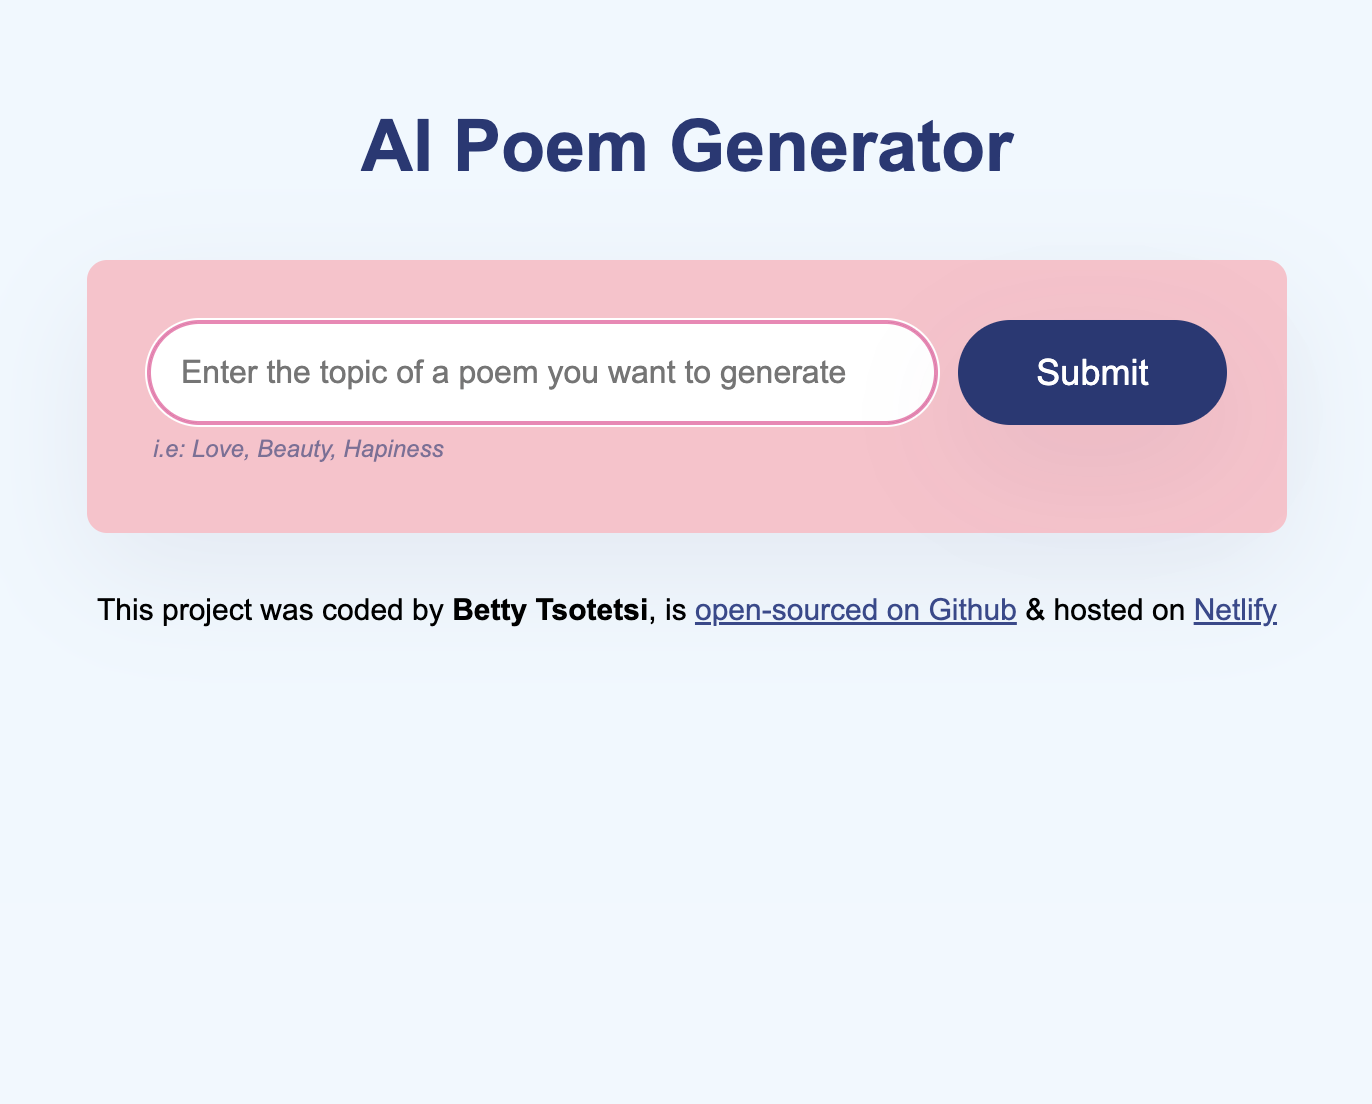 AI Poem Generator
Enter the topic of a poem you want to generate
Submit
i.e: Love, Beauty, Hapiness
This project was coded by Betty Tsotetsi, is open-sourced on Github & hosted on Netlify